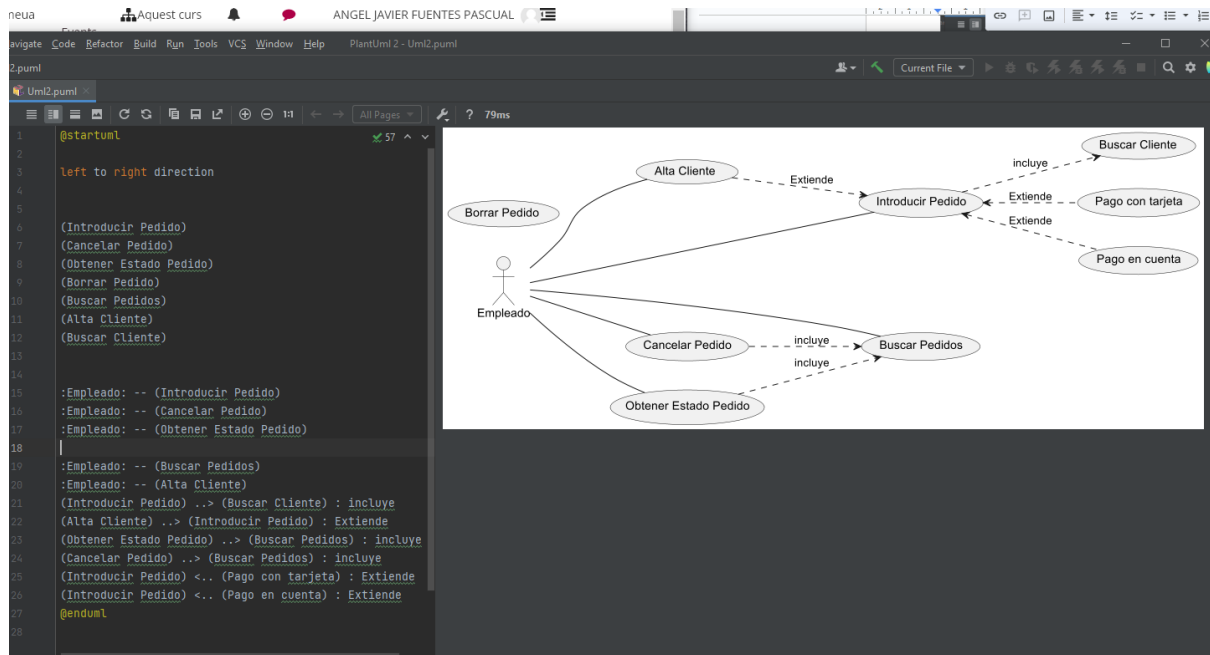 neua Aquest curs ANGEL JAVIER FUENTES PASCUAL
avigate Code Refactor Build Run Tools VCS Window Help PlantUml 2 - Uml2.puml
2.puml Current File
Uml2.puml
1:1 All Pages ? 79ms
1 @startuml 57
2
3 left to right direction
4
5
6 (Introducir Pedido)
7 (Cancelar Pedido)
8 (Obtener Estado Pedido)
9 (Borrar Pedido)
10 (Buscar Pedidos)
11 (Alta Cliente)
12 (Buscar Cliente)
13
14
15 :Empleado: -- (Introducir Pedido)
16 :Empleado: -- (Cancelar Pedido)
17 :Empleado: -- (Obtener Estado Pedido)
18
19 :Empleado: -- (Buscar Pedidos)
20 :Empleado: -- (Alta Cliente)
21 (Introducir Pedido) ..> (Buscar Cliente) : incluye
22 (Alta Cliente) ..> (Introducir Pedido) : Extiende
23 (Obtener Estado Pedido) ..> (Buscar Pedidos) : incluye
24 (Cancelar Pedido) ..> (Buscar Pedidos) : incluye
25 (Introducir Pedido) <.. (Pago con tarjeta) : Extiende
26 (Introducir Pedido) <.. (Pago en cuenta) : Extiende
27 @enduml
28
Buscar Cliente
incluye
Alta Cliente
Extiende
Introducir Pedido
Extiende
Pago con tarjeta
Borrar Pedido
Extiende
Pago en cuenta
Empleado
Cancelar Pedido
incluye
Buscar Pedidos
incluye
Obtener Estado Pedido